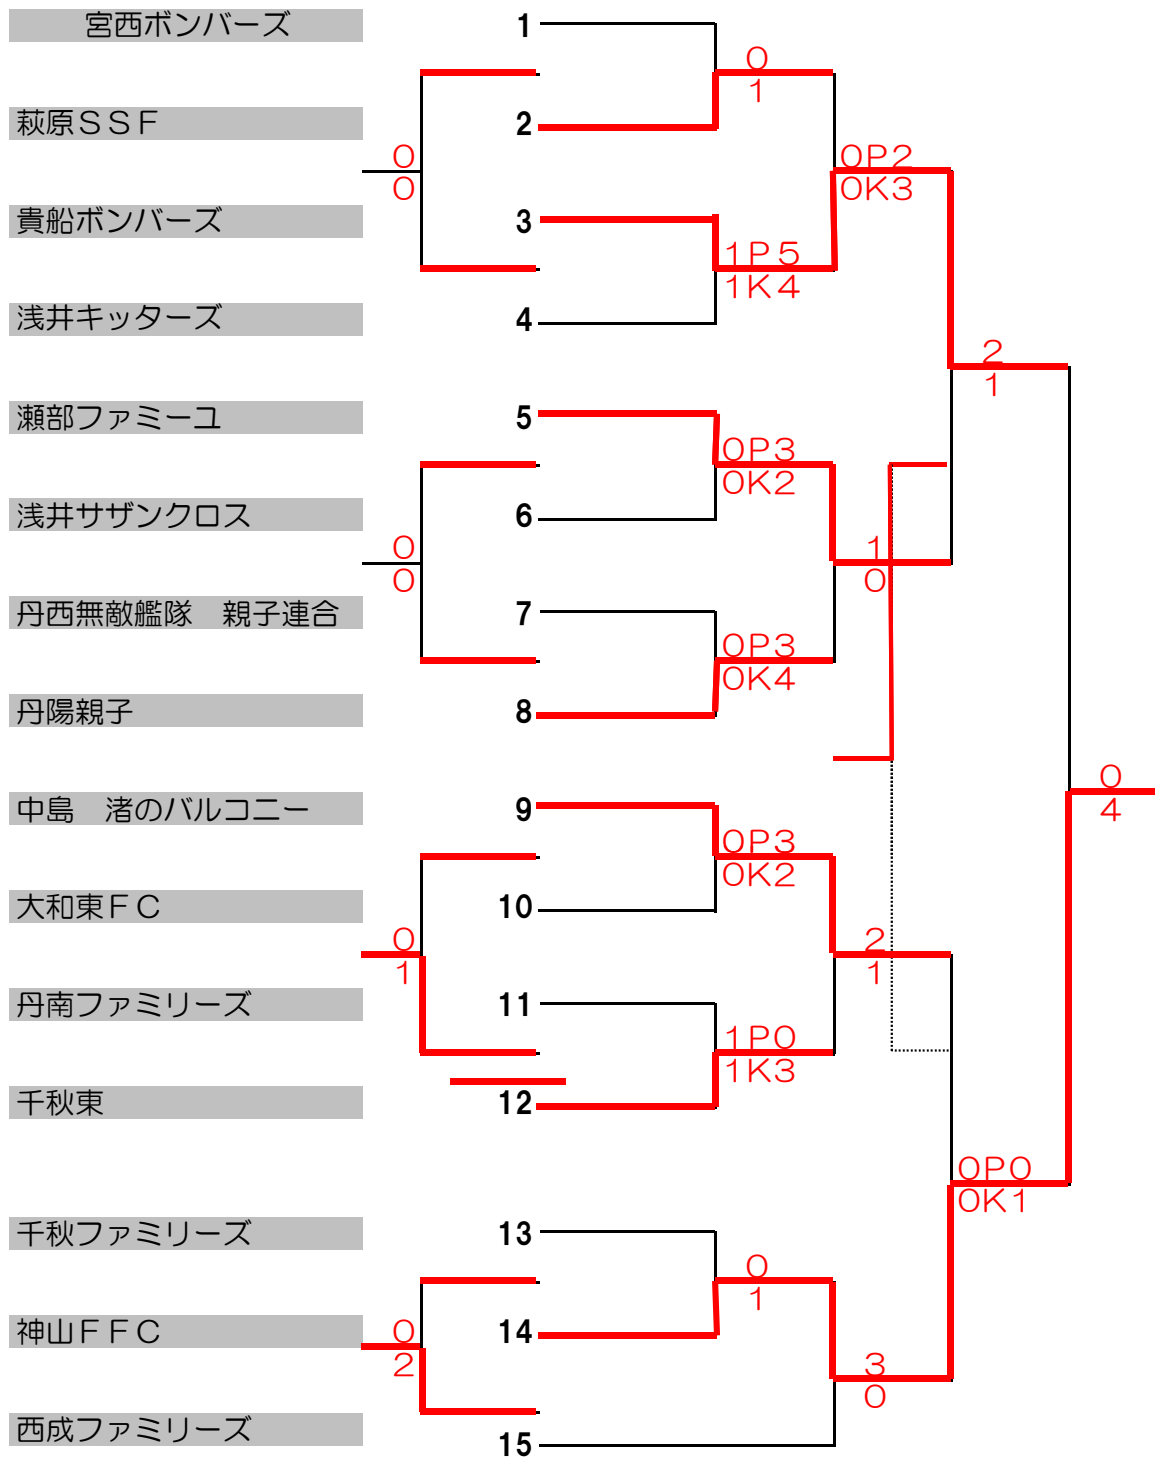 宮西ボンバーズ 1
0
1
萩原ＳＳＦ 2
0 0P2
0 0K3
貴船ボンバーズ 3
1P5
1K4
浅井キッターズ 4
2
1
瀬部ファミーユ 5
0P3
0K2
浅井サザンクロス 6
0 1
0 0
丹西無敵艦隊　親子連合 7
0P3
0K4
丹陽親子 8
0
4
中島　渚のバルコニー 9
0P3
0K2
大和東ＦＣ 10
0 2
1 1
丹南ファミリーズ 11
1P0
1K3
千秋東 12
0P0
0K1
千秋ファミリーズ 13
0
1
神山ＦＦＣ 14
0 3
2 0
西成ファミリーズ 15